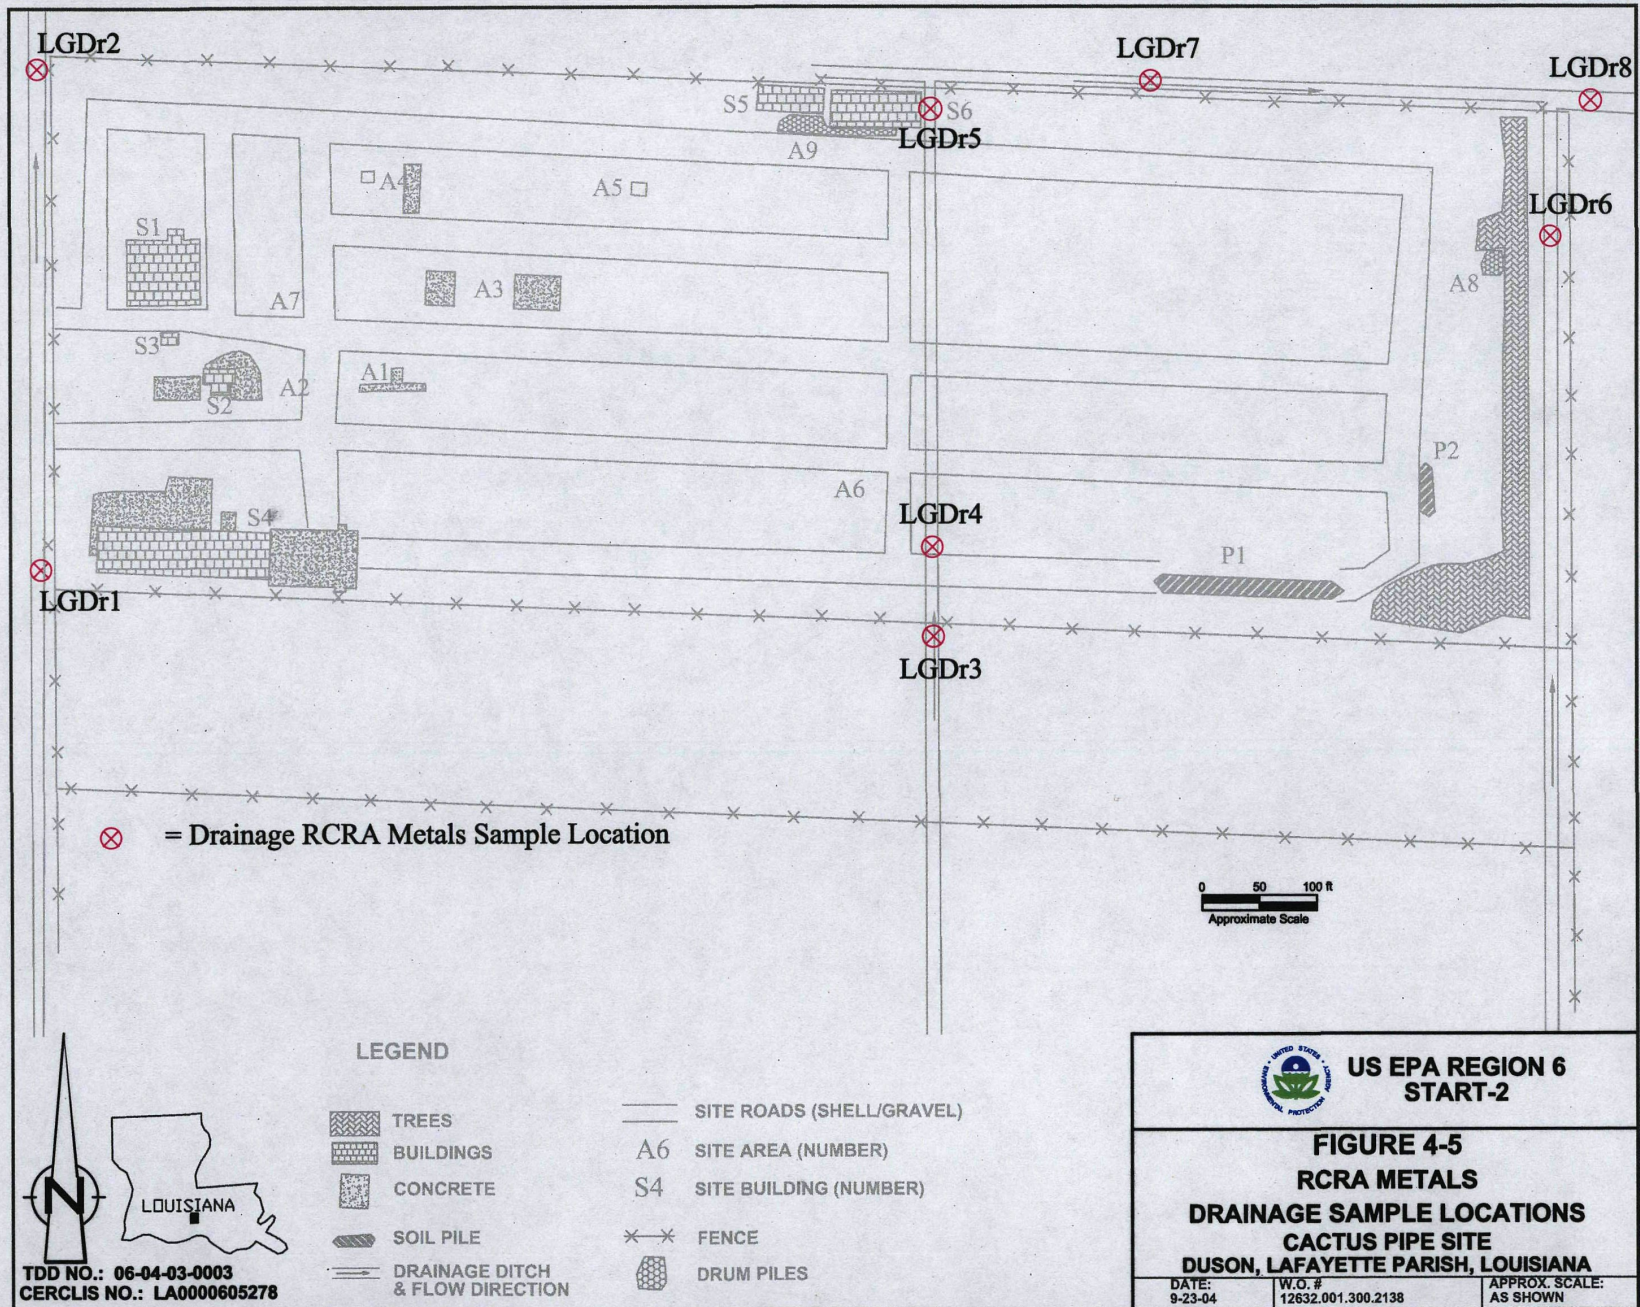 LGDr2
LGDr7
LGDr8
S5
S6
LGDr5
A9
A4
A5
LGDr6
S1
A7
A3
A8
S3
A1
A2
S2
P2
A6
S4
LGDr4
P1
LGDr1
LGDr3
= Drainage RCRA Metals Sample Location
0 50 100 ft
Approximate Scale
LEGEND
TREES
BUILDINGS
CONCRETE
SOIL PILE
DRAINAGE DITCH
& FLOW DIRECTION
SITE ROADS (SHELL/GRAVEL)
A6 SITE AREA (NUMBER)
S4 SITE BUILDING (NUMBER)
FENCE
DRUM PILES
N
LOUISIANA
TDD NO.: 06-04-03-0003
CERCLIS NO.: LA0000605278
UNITED STATES
ENVIRONMENTAL PROTECTION AGENCY
US EPA REGION 6
START-2
FIGURE 4-5
RCRA METALS
DRAINAGE SAMPLE LOCATIONS
CACTUS PIPE SITE
DUSON, LAFAYETTE PARISH, LOUISIANA
DATE:
9-23-04
W.O. #
12632.001.300.2138
APPROX. SCALE:
AS SHOWN